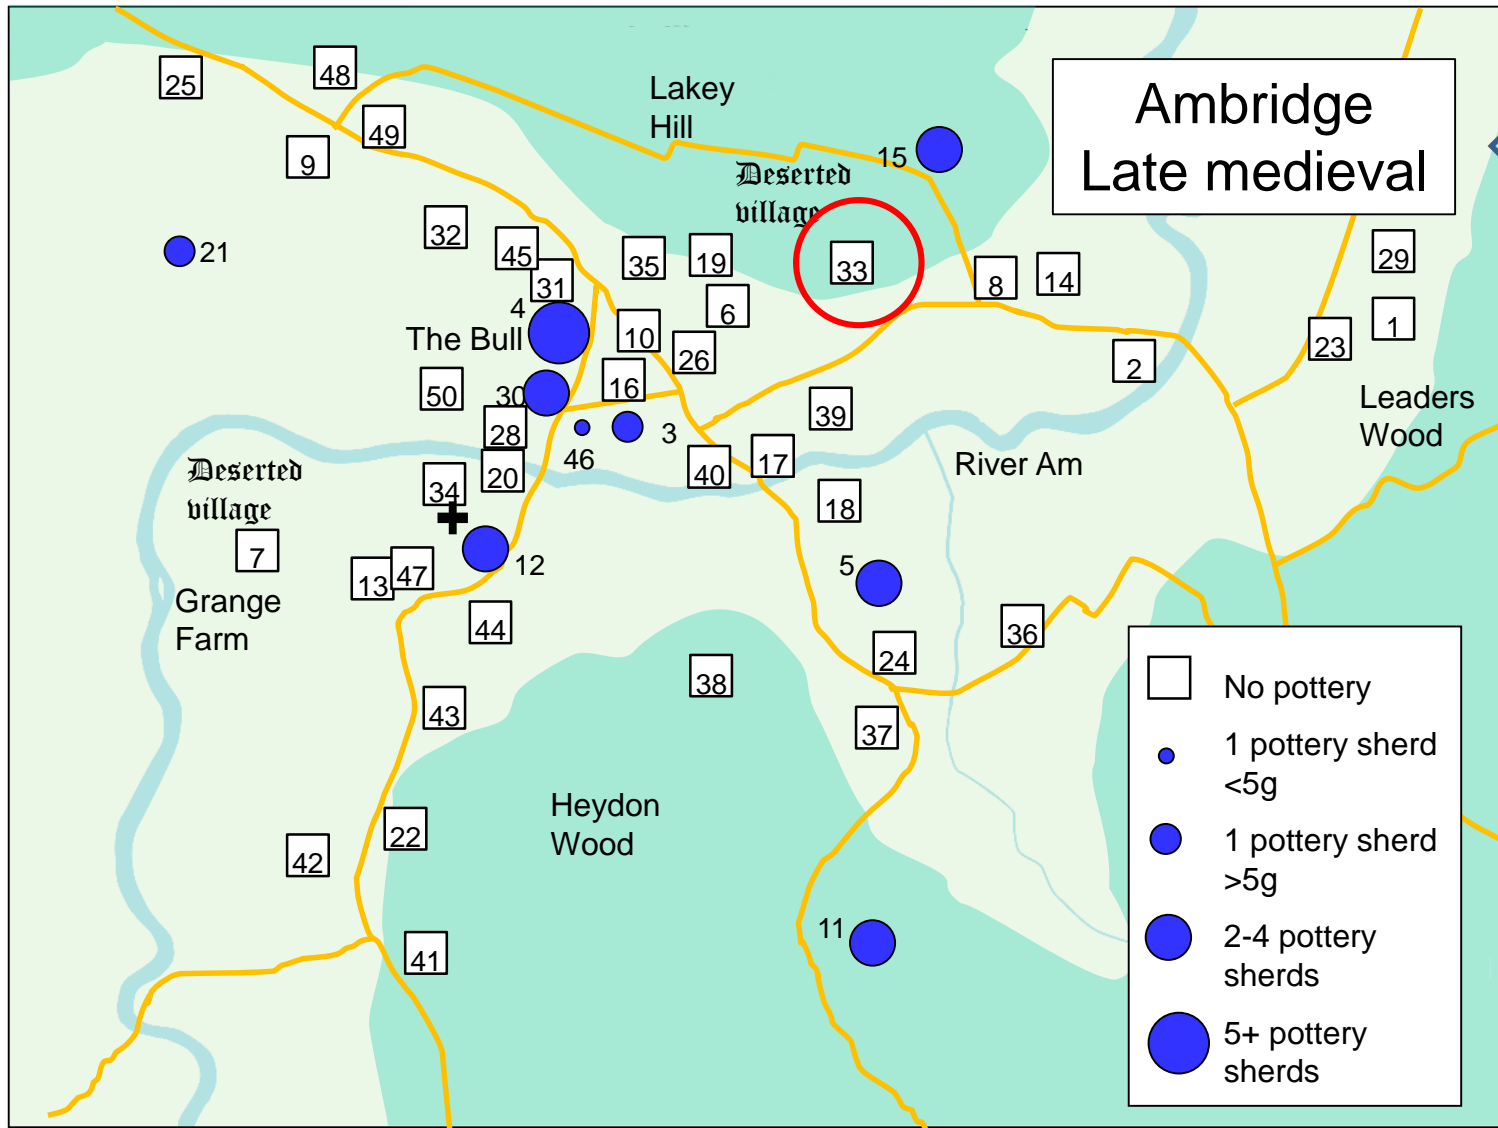 Ambridge
Late medieval
25
48
Lakey
Hill
49
9
15
Deserted
village
32
45
21
35
19
33
8
14
29
31
4
The Bull
10
6
26
23
1
2
50
30
16
39
Leaders
Wood
28
46
3
40
17
River Am
Deserted
village
34
20
18
7
13
47
12
5
Grange
Farm
44
36
24
38
43
37
No pottery
1 pottery sherd
<5g
Heydon
Wood
22
42
1 pottery sherd
>5g
11
41
2-4 pottery
sherds
5+ pottery
sherds